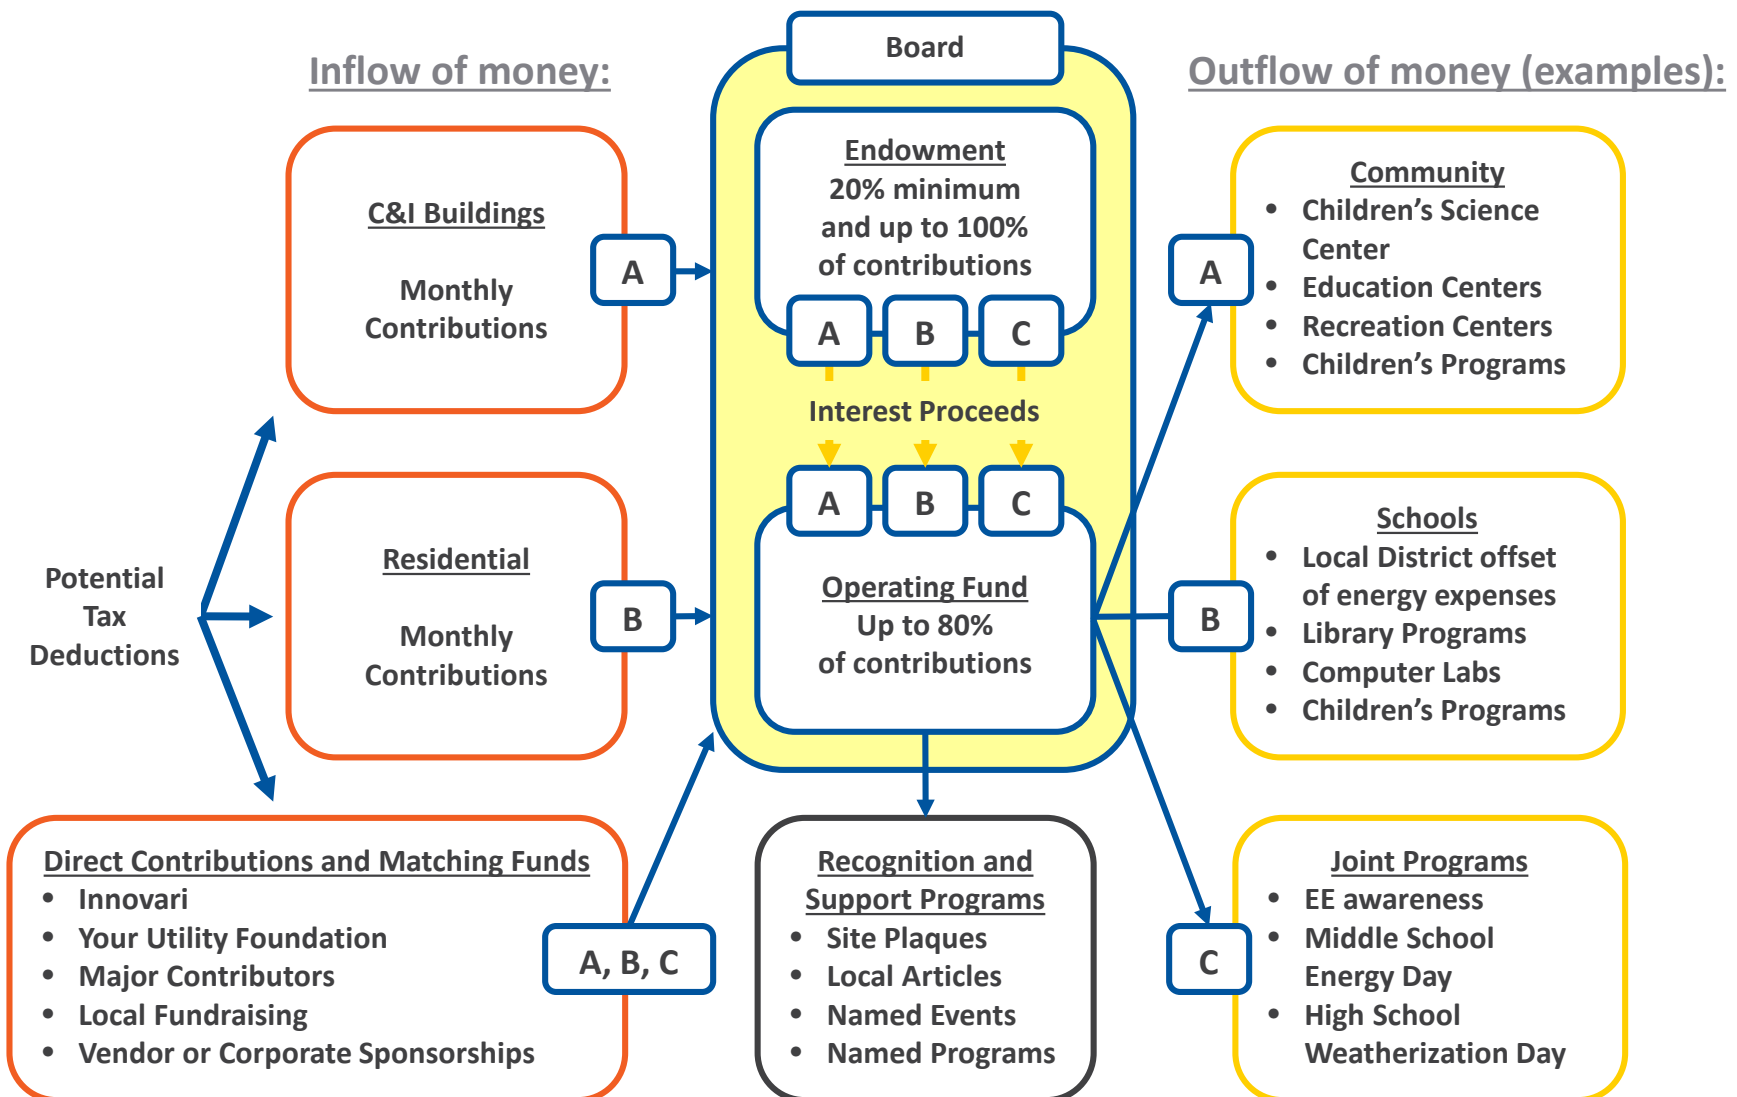 Board
Inflow of money:
Outflow of money (examples):
C&I Buildings
Monthly
Contributions
A
Endowment
20% minimum
and up to 100%
of contributions
A
B
C
Interest Proceeds
A
B
C
Operating Fund
Up to 80%
of contributions
Community
• Children’s Science
Center
• Education Centers
• Recreation Centers
• Children’s Programs
A
Potential
Tax
Deductions
Residential
Monthly
Contributions
B
Schools
• Local District offset
of energy expenses
• Library Programs
• Computer Labs
• Children’s Programs
B
Direct Contributions and Matching Funds
• Innovari
• Your Utility Foundation
• Major Contributors
• Local Fundraising
• Vendor or Corporate Sponsorships
A, B, C
Recognition and
Support Programs
• Site Plaques
• Local Articles
• Named Events
• Named Programs
C
Joint Programs
• EE awareness
• Middle School
Energy Day
• High School
Weatherization Day